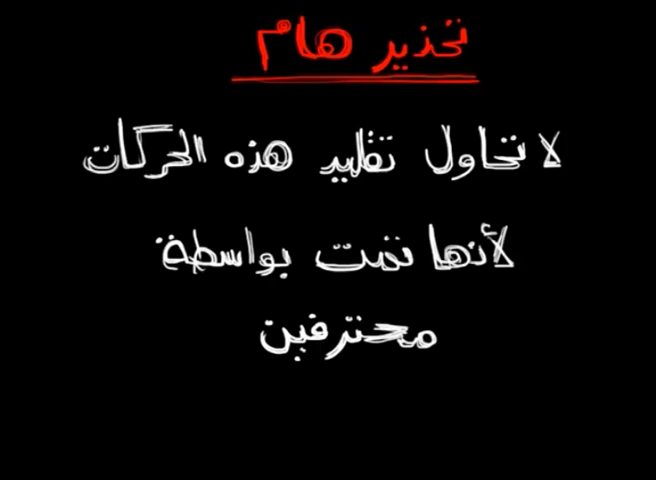 تحذير هام
لا تحاول تقليد هذه الحركات
لأنها تمت بواسطة
محترفين